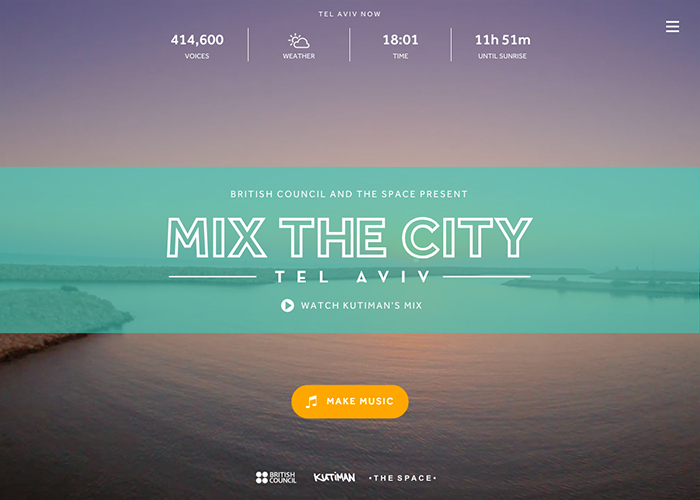 TEL AVIV NOW
414,600
VOICES
WEATHER
18:01
TIME
11h 51m
UNTIL SUNRISE
BRITISH COUNCIL AND THE SPACE PRESENT
MIX THE CITY
TEL AVIV
WATCH KUTIMAN'S MIX
MAKE MUSIC
BRITISH
COUNCIL
KUTIMAN
•THE SPACE•